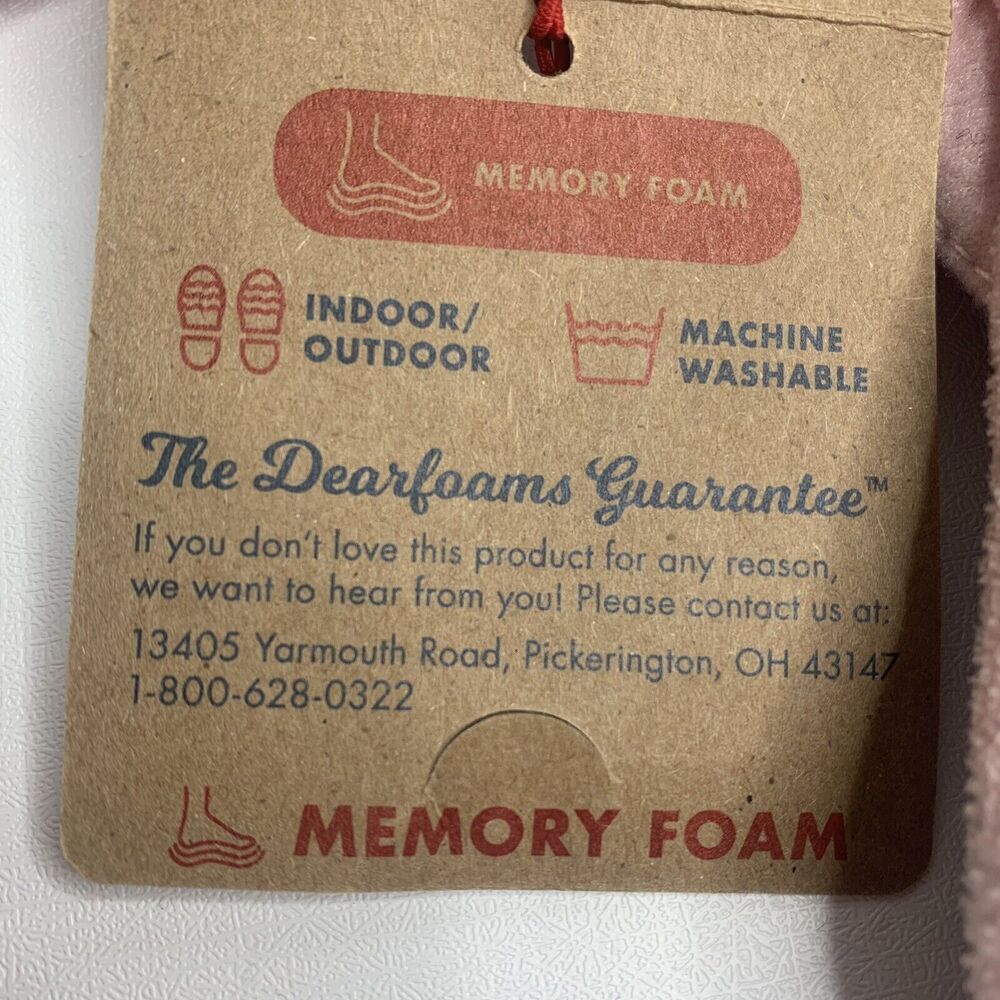 MEMORY FOAM
INDOOR/
OUTDOOR
MACHINE
WASHABLE
The Dearfoams Guarantee™
If you don't love this product for any reason,
we want to hear from you! Please contact us at:
13405 Yarmouth Road, Pickerington, OH 43147
1-800-628-0322
MEMORY FOAM